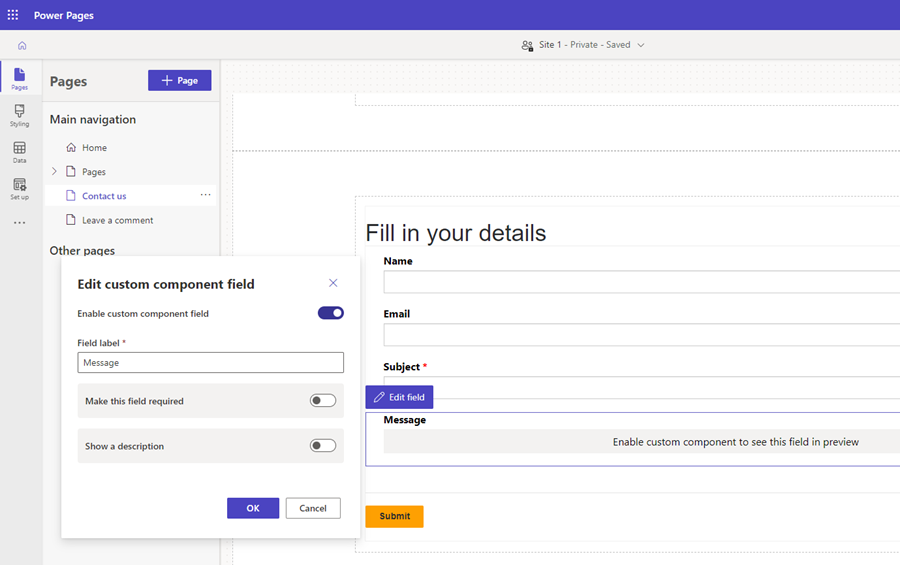 Power Pages
Site 1 - Private - Saved
Pages
Styling
Data
Set up
Pages
+ Page
Main navigation
Home
Pages
Contact us
Leave a comment
Other pages
Edit custom component field
Enable custom component field
Field label *
Message
Make this field required
Show a description
OK
Cancel
Fill in your details
Name
Email
Subject *
Edit field
Message
Enable custom component to see this field in preview
Submit